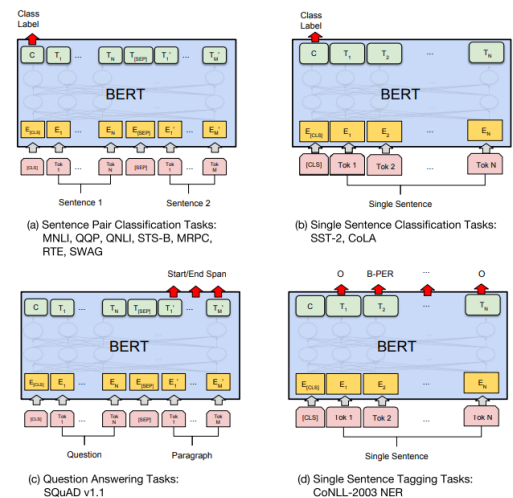 Class
Label
C T1 ... TN T[SEP] T1' ... TM'
BERT
E[CLS] E1 ... EN E[SEP] E1' ... EM'
[CLS] Tok 1 ... Tok N [SEP] Tok 1 ... Tok M
Sentence 1 Sentence 2
(a) Sentence Pair Classification Tasks:
MNLI, QQP, QNLI, STS-B, MRPC,
RTE, SWAG
Class
Label
C T1 T2 ... TN
BERT
E[CLS] E1 E2 ... EN
[CLS] Tok 1 Tok 2 ... Tok N
Single Sentence
(b) Single Sentence Classification Tasks:
SST-2, CoLA
Start/End Span
C T1 ... TN T[SEP] T1' ... TM'
BERT
E[CLS] E1 ... EN E[SEP] E1' ... EM'
[CLS] Tok 1 ... Tok N [SEP] Tok 1 ... Tok M
Question Paragraph
(c) Question Answering Tasks:
SQuAD v1.1
O B-PER ... O
C T1 T2 ... TN
BERT
E[CLS] E1 E2 ... EN
[CLS] Tok 1 Tok 2 ... Tok N
Single Sentence
(d) Single Sentence Tagging Tasks:
CoNLL-2003 NER